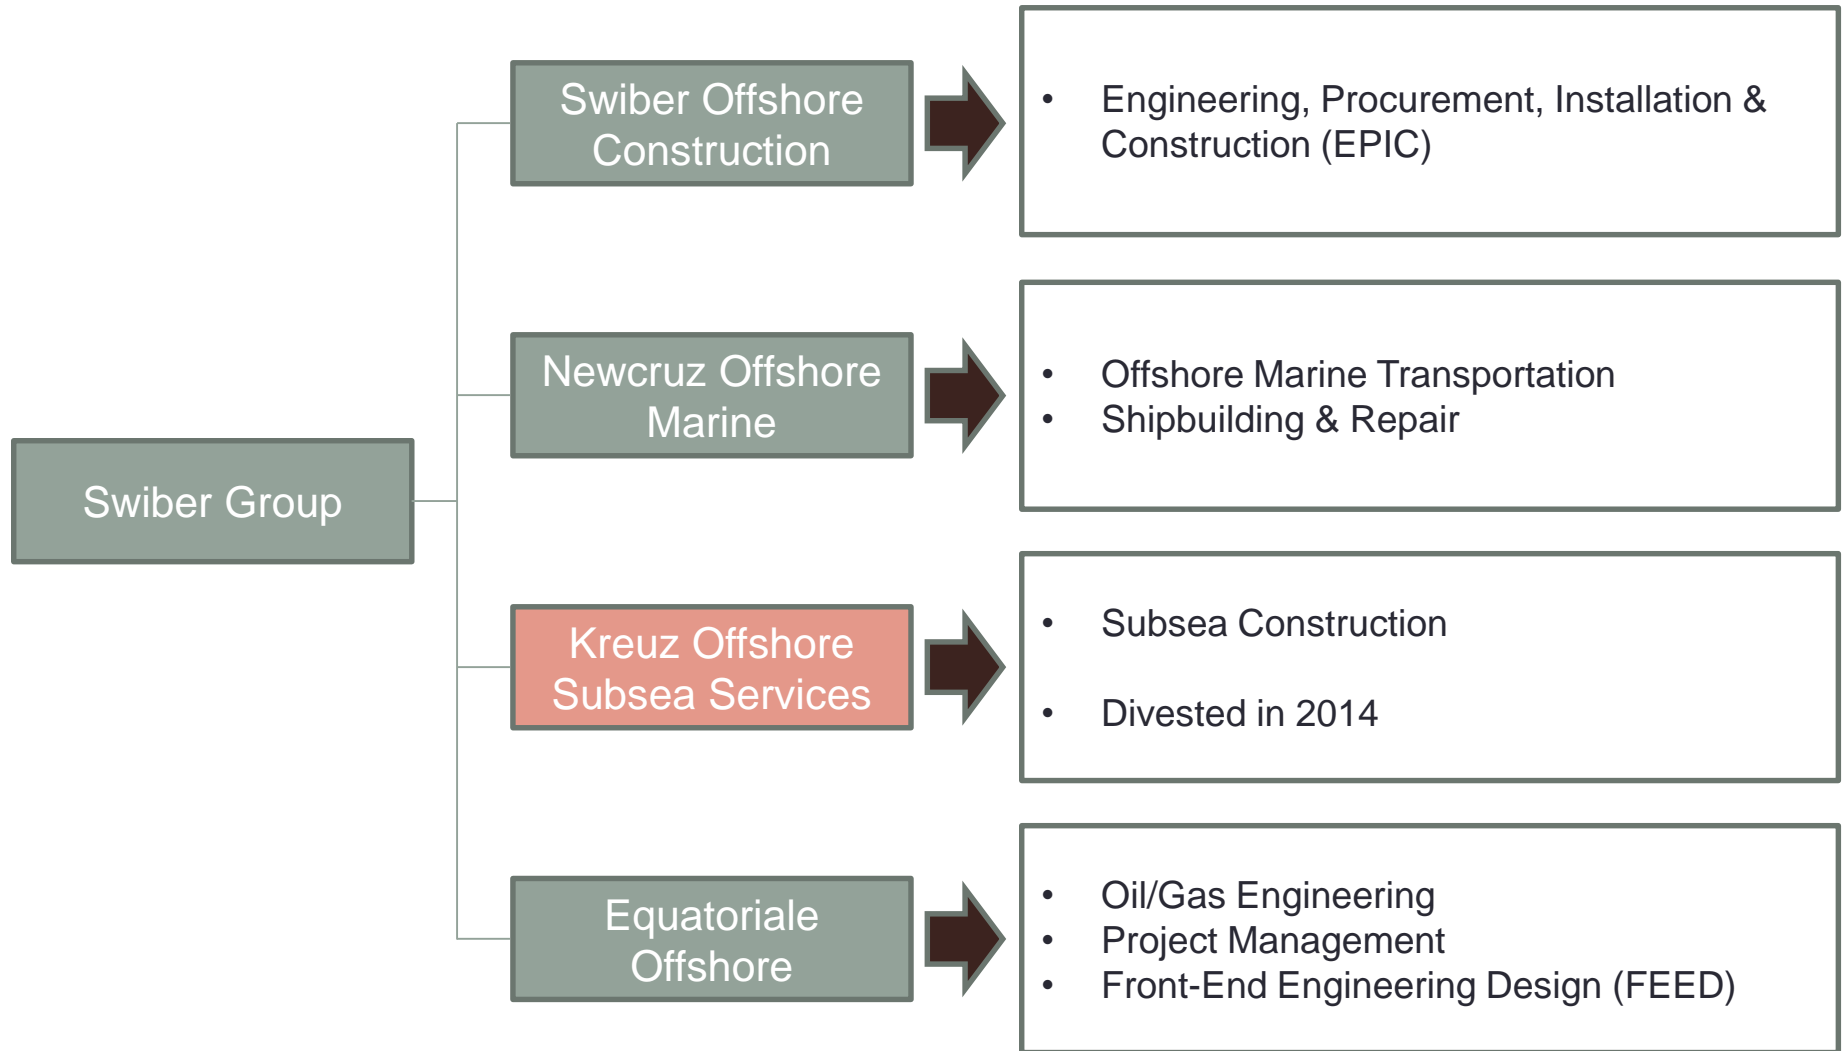 Swiber Group
Swiber Offshore
Construction
• Engineering, Procurement, Installation &
Construction (EPIC)
Newcruz Offshore
Marine
• Offshore Marine Transportation
• Shipbuilding & Repair
Kreuz Offshore
Subsea Services
• Subsea Construction
• Divested in 2014
Equatoriale
Offshore
• Oil/Gas Engineering
• Project Management
• Front-End Engineering Design (FEED)